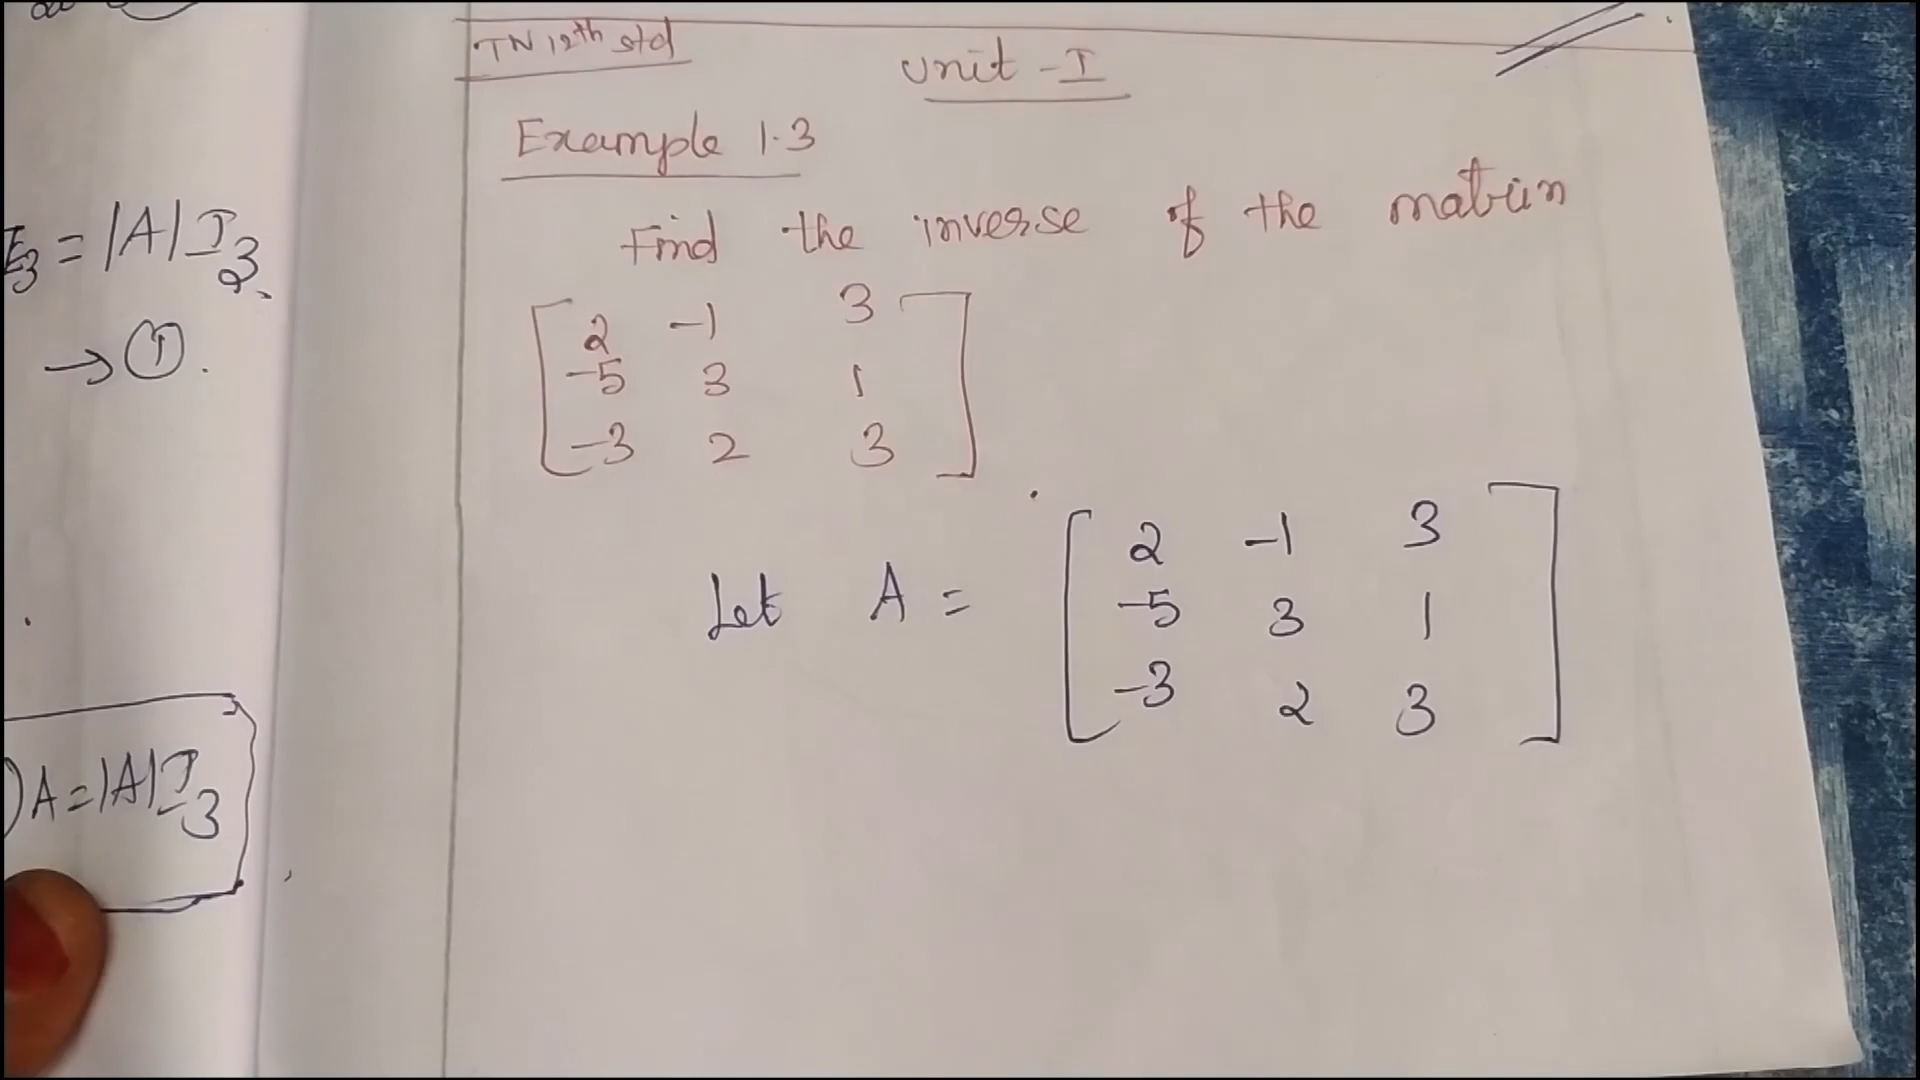 = |A| I3.
→ ①.
)A = |A| I3
TN 12th std
Unit - I
Example 1.3
Find the inverse of the matrix
2 -1 3
-5 3 1
-3 2 3
Let A =
2 -1 3
-5 3 1
-3 2 3